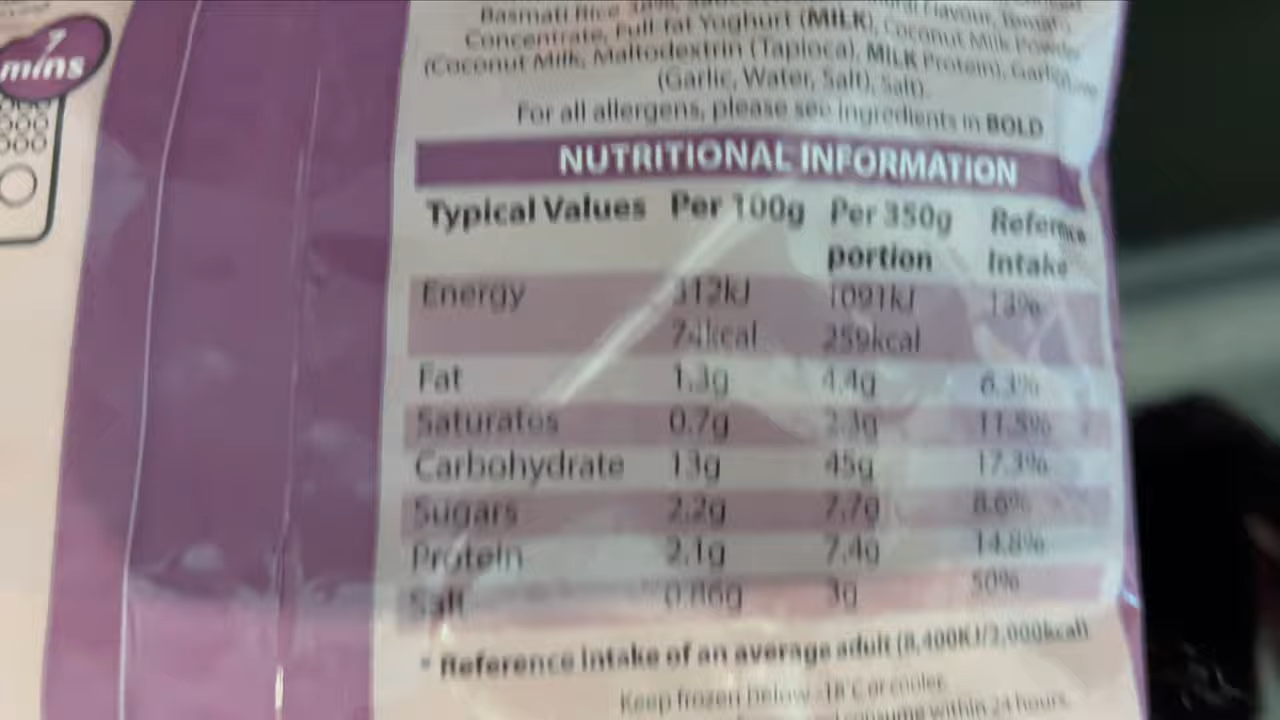 7
mins
Basmati Rice
Concentrate, Full Fat Yoghurt (MILK), Coconut Milk Powder
(Coconut Milk, Maltodextrin (Tapioca), MILK Protein), Garlic
(Garlic, Water, Salt), Salt).
For all allergens, please see ingredients in BOLD
NUTRITIONAL INFORMATION
Typical Values Per 100g Per 350g Reference
portion Intake
Energy 312kJ 1091kJ 13%
74kcal 259kcal
Fat 1.3g 4.4g 6.3%
Saturates 0.7g 2.3g 11.5%
Carbohydrate 13g 45g 17.3%
Sugars 2.2g 7.7g 8.6%
Protein 2.1g 7.4g 14.8%
Salt 0.86g 3g 50%
* Reference intake of an average adult (8,400KJ/2,000kcal)
Keep frozen below -18°C or cooler.
consume within 24 hours.